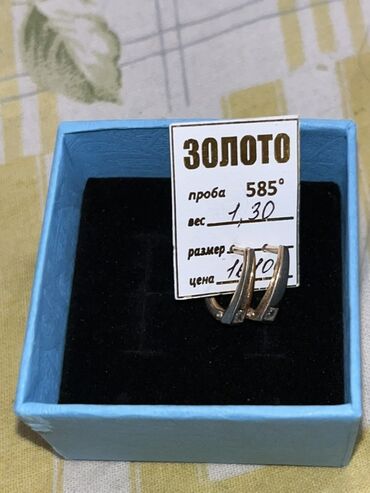 ЗОЛОТО
проба 585°
вес 1,30
размер
цена